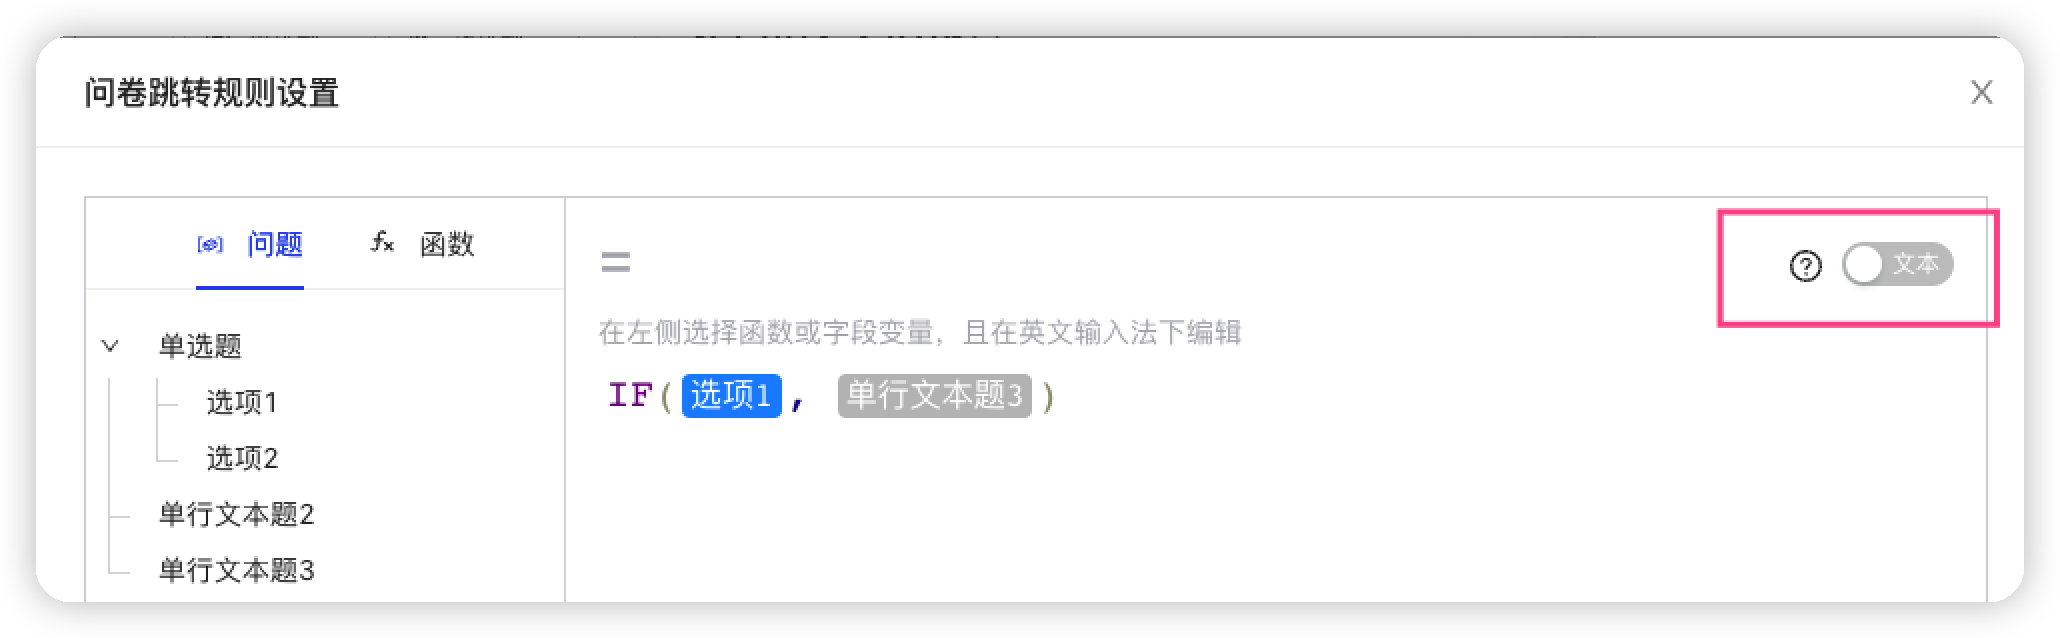 问卷跳转规则设置
问题 fx 函数
单选题
选项1
选项2
单行文本题2
单行文本题3
=
文本
在左侧选择函数或字段变量，且在英文输入法下编辑
IF(选项1, 单行文本题3)